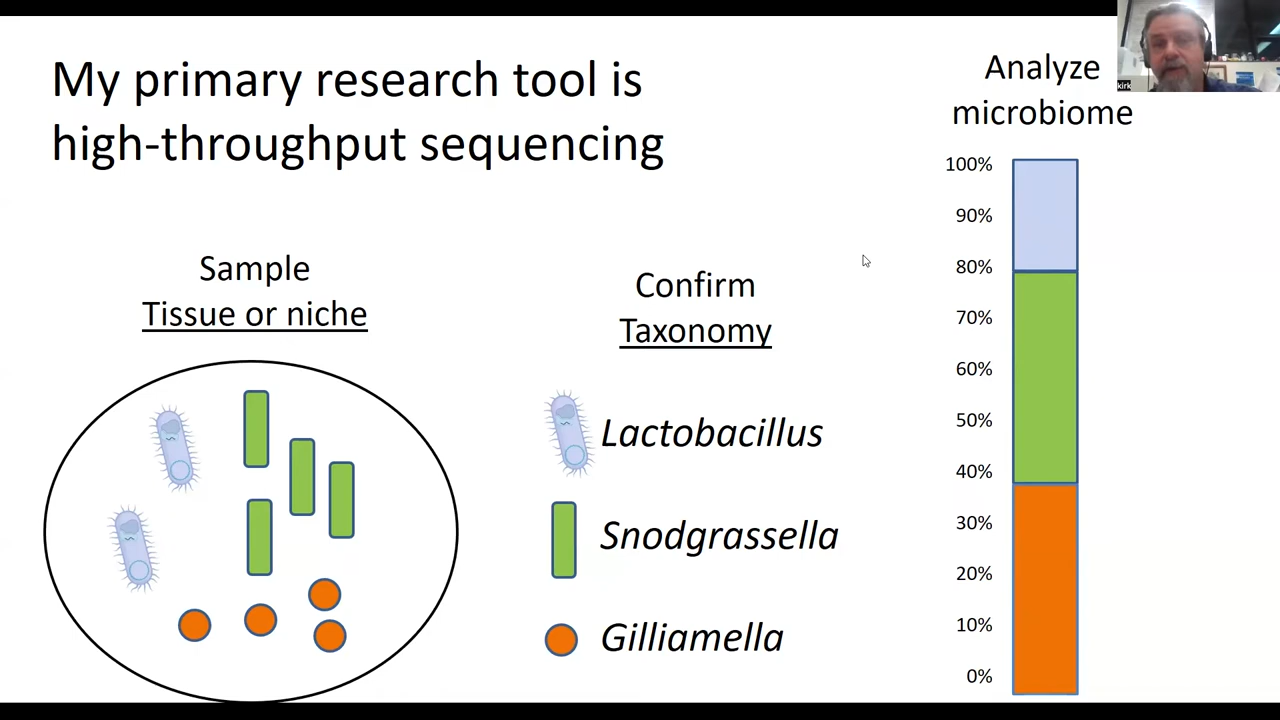 My primary research tool is
high-throughput sequencing
Sample
Tissue or niche
Confirm
Taxonomy
Lactobacillus
Snodgrassella
Gilliamella
Analyze
microbiome
100%
90%
80%
70%
60%
50%
40%
30%
20%
10%
0%
kirk